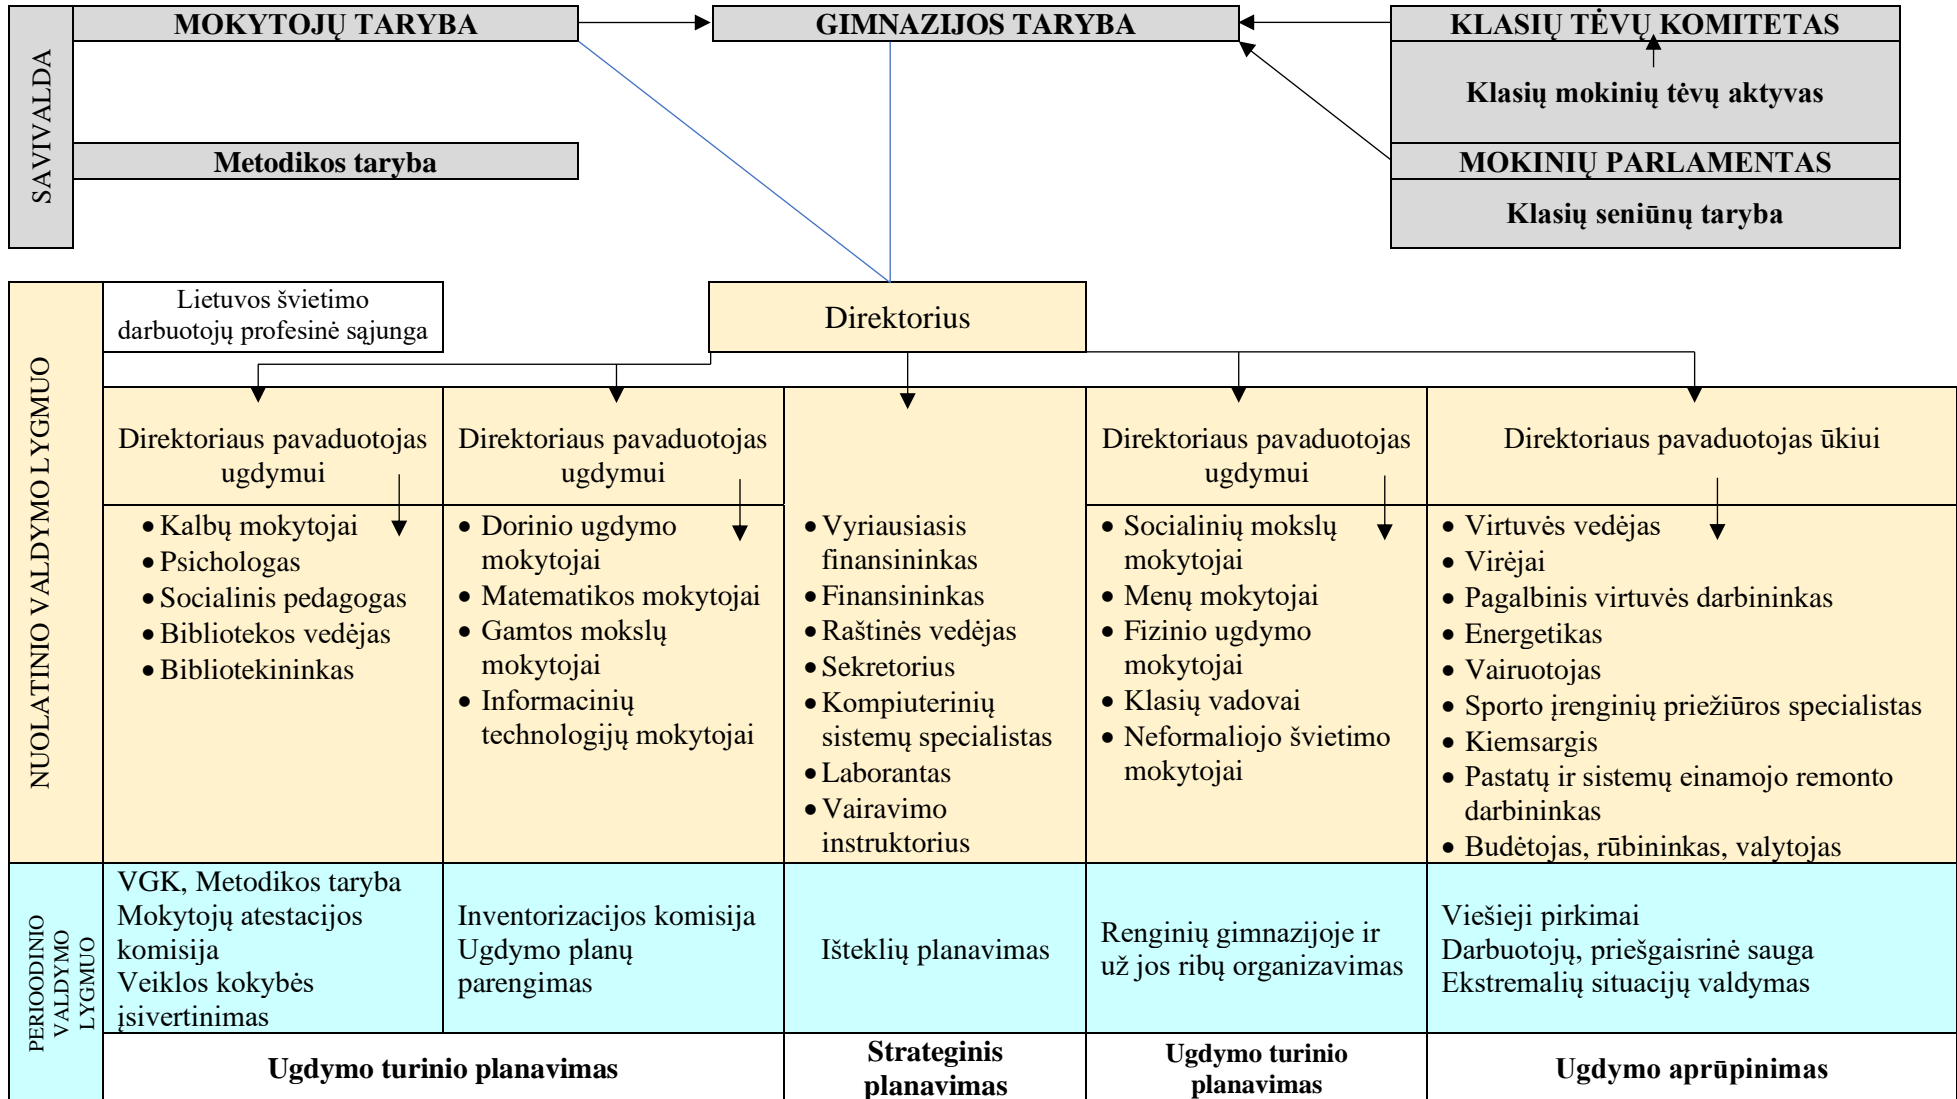 SAVIVALDA
MOKYTOJŲ TARYBA
GIMNAZIJOS TARYBA
KLASIŲ TĖVŲ KOMITETAS
Klasių mokinių tėvų aktyvas
Metodikos taryba
MOKINIŲ PARLAMENTAS
Klasių seniūnų taryba
NUOLATINIO VALDYMO LYGMUO
Lietuvos švietimo
darbuotojų profesinė sąjunga
Direktorius
Direktoriaus pavaduotojas
ugdymui
Direktoriaus pavaduotojas
ugdymui
Direktoriaus pavaduotojas
ugdymui
Direktoriaus pavaduotojas ūkiui
• Kalbų mokytojai
• Psichologas
• Socialinis pedagogas
• Bibliotekos vedėjas
• Bibliotekininkas
• Dorinio ugdymo
mokytojai
• Matematikos mokytojai
• Gamtos mokslų
mokytojai
• Informacinių
technologijų mokytojai
• Vyriausiasis
finansininkas
• Finansininkas
• Raštinės vedėjas
• Sekretorius
• Kompiuterinių
sistemų specialistas
• Laborantas
• Vairavimo
instruktorius
• Socialinių mokslų
mokytojai
• Menų mokytojai
• Fizinio ugdymo
mokytojai
• Klasių vadovai
• Neformaliojo švietimo
mokytojai
• Virtuvės vedėjas
• Virėjai
• Pagalbinis virtuvės darbininkas
• Energetikas
• Vairuotojas
• Sporto įrenginių priežiūros specialistas
• Kiemsargis
• Pastatų ir sistemų einamojo remonto
darbininkas
• Budėtojas, rūbininkas, valytojas
PERIOODINIO
VALDYMO
LYGMUO
VGK, Metodikos taryba
Mokytojų atestacijos
komisija
Veiklos kokybės
įsivertinimas
Inventorizacijos komisija
Ugdymo planų
parengimas
Išteklių planavimas
Renginių gimnazijoje ir
už jos ribų organizavimas
Viešieji pirkimai
Darbuotojų, priešgaisrinė sauga
Ekstremalių situacijų valdymas
Ugdymo turinio planavimas
Strateginis
planavimas
Ugdymo turinio
planavimas
Ugdymo aprūpinimas